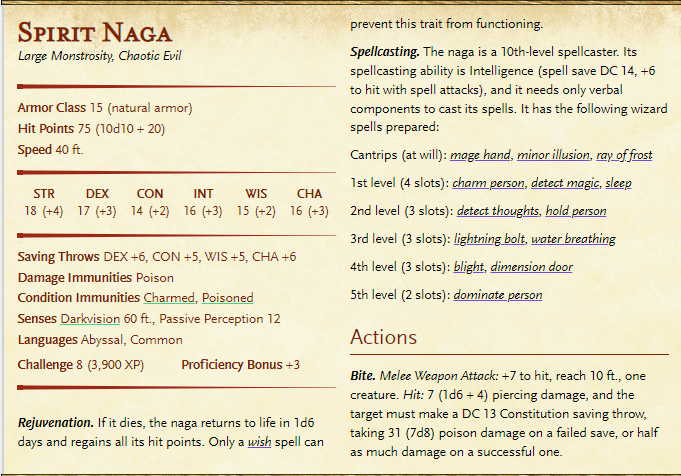 Spirit Naga
Large Monstrosity, Chaotic Evil
Armor Class 15 (natural armor)
Hit Points 75 (10d10 + 20)
Speed 40 ft.
STR DEX CON INT WIS CHA
18 (+4) 17 (+3) 14 (+2) 16 (+3) 15 (+2) 16 (+3)
Saving Throws DEX +6, CON +5, WIS +5, CHA +6
Damage Immunities Poison
Condition Immunities Charmed, Poisoned
Senses Darkvision 60 ft., Passive Perception 12
Languages Abyssal, Common
Challenge 8 (3,900 XP) Proficiency Bonus +3
Rejuvenation. If it dies, the naga returns to life in 1d6
days and regains all its hit points. Only a wish spell can
prevent this trait from functioning.
Spellcasting. The naga is a 10th-level spellcaster. Its
spellcasting ability is Intelligence (spell save DC 14, +6
to hit with spell attacks), and it needs only verbal
components to cast its spells. It has the following wizard
spells prepared:
Cantrips (at will): mage hand, minor illusion, ray of frost
1st level (4 slots): charm person, detect magic, sleep
2nd level (3 slots): detect thoughts, hold person
3rd level (3 slots): lightning bolt, water breathing
4th level (3 slots): blight, dimension door
5th level (2 slots): dominate person
Actions
Bite. Melee Weapon Attack: +7 to hit, reach 10 ft., one
creature. Hit: 7 (1d6 + 4) piercing damage, and the
target must make a DC 13 Constitution saving throw,
taking 31 (7d8) poison damage on a failed save, or half
as much damage on a successful one.